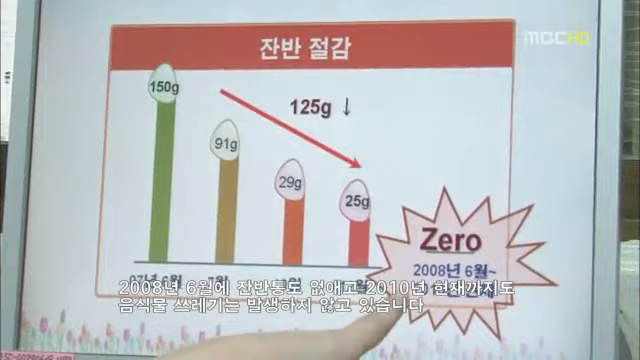 잔반 절감
MBC HD
150g
125g ↓
91g
29g
25g
Zero
2008년 6월~
2008년 6월에 잔반통도 없애고 2010년 현재까지도
음식물 쓰레기는 발생하지 않고 있습니다